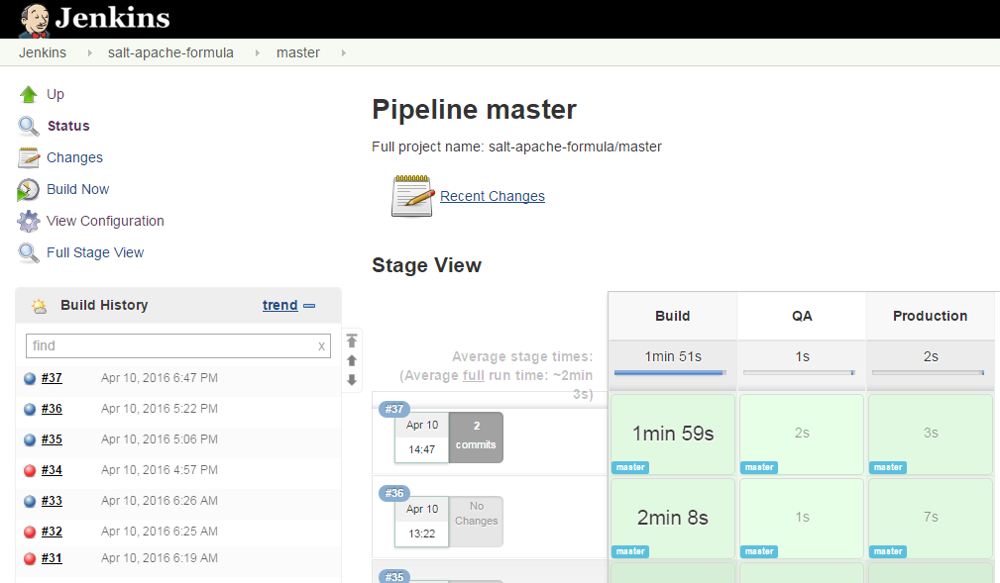 Jenkins
Jenkins salt-apache-formula master
Up
Status
Changes
Build Now
View Configuration
Full Stage View
Build History trend
find x
#37 Apr 10, 2016 6:47 PM
#36 Apr 10, 2016 5:22 PM
#35 Apr 10, 2016 5:06 PM
#34 Apr 10, 2016 4:57 PM
#33 Apr 10, 2016 6:26 AM
#32 Apr 10, 2016 6:25 AM
#31 Apr 10, 2016 6:19 AM
Pipeline master
Full project name: salt-apache-formula/master
Recent Changes
Stage View
Build QA Production
Average stage times:
(Average full run time: ~2min
3s)
1min 51s 1s 2s
#37
Apr 10
14:47
2
commits
1min 59s 2s 3s
master master master
#36
Apr 10
13:22
No
Changes
2min 8s 1s 7s
master master master
#35